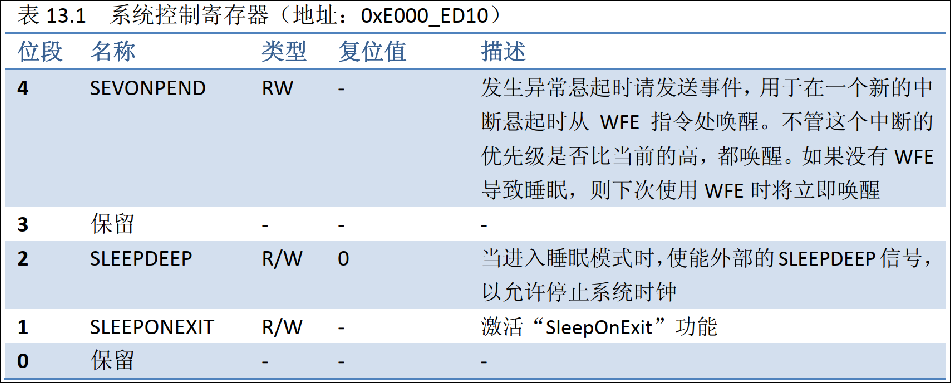 表 13.1 系统控制寄存器（地址：0xE000_ED10）
位段 名称 类型 复位值 描述
4 SEVONPEND RW - 发生异常悬起时请发送事件，用于在一个新的中
断悬起时从 WFE 指令处唤醒。不管这个中断的
优先级是否比当前的高，都唤醒。如果没有 WFE
导致睡眠，则下次使用 WFE 时将立即唤醒
3 保留 - - -
2 SLEEPDEEP R/W 0 当进入睡眠模式时，使能外部的 SLEEPDEEP 信号，
以允许停止系统时钟
1 SLEEPONEXIT R/W - 激活“SleepOnExit”功能
0 保留 - - -